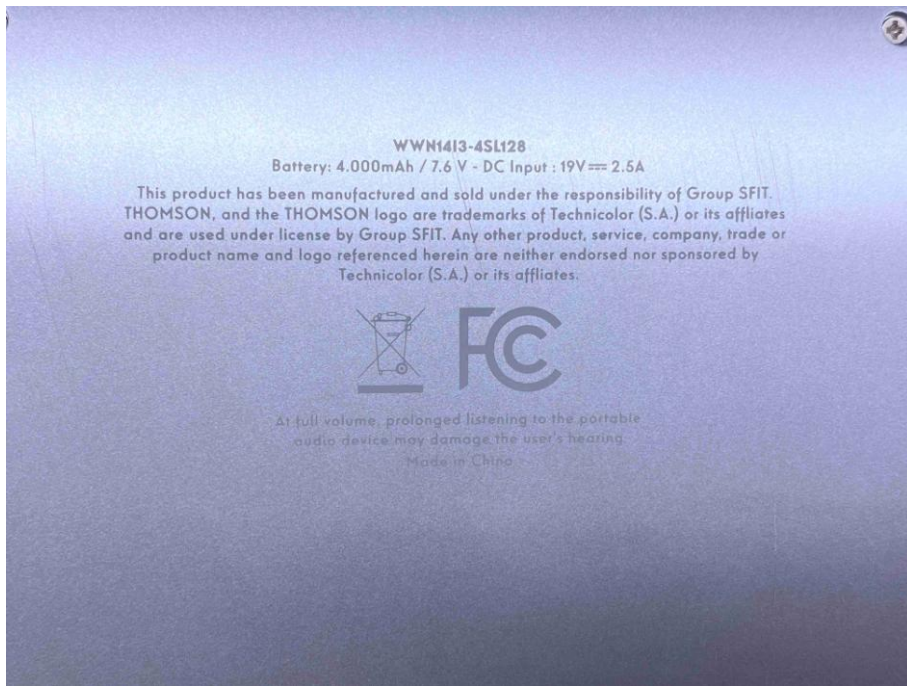 WWN1413-4SL128
Battery: 4.000mAh / 7.6 V - DC Input : 19V⎓ 2.5A
This product has been manufactured and sold under the responsibility of Group SFIT.
THOMSON, and the THOMSON logo are trademarks of Technicolor (S.A.) or its affliates
and are used under license by Group SFIT. Any other product, service, company, trade or
product name and logo referenced herein are neither endorsed nor sponsored by
Technicolor (S.A.) or its affliates.
FC
At full volume, prolonged listening to the portable
audio device may damage the user's hearing.
Made in China